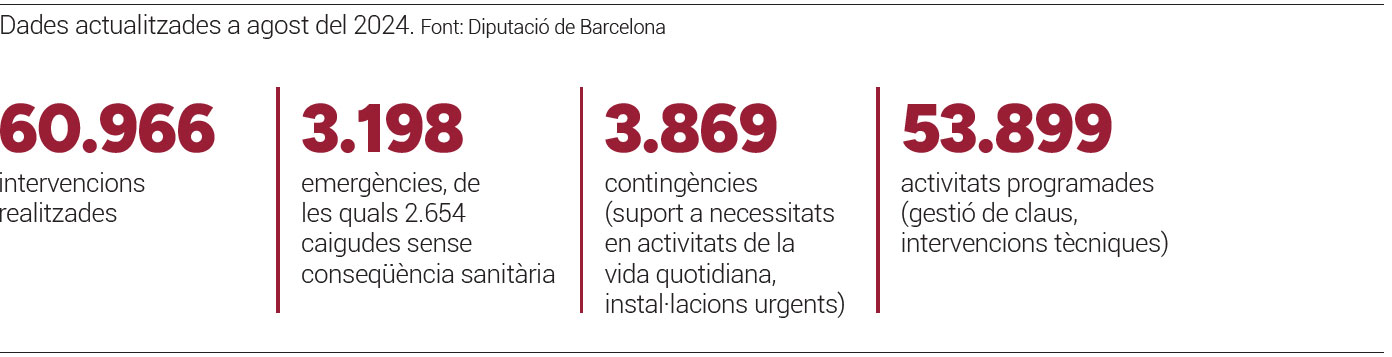 Dades actualitzades a agost del 2024. Font: Diputació de Barcelona
60.966
intervencions
realitzades
3.198
emergències, de
les quals 2.654
caigudes sense
conseqüència sanitària
3.869
contingències
(suport a necessitats
en activitats de la
vida quotidiana,
instal·lacions urgents)
53.899
activitats programades
(gestió de claus,
intervencions tècniques)